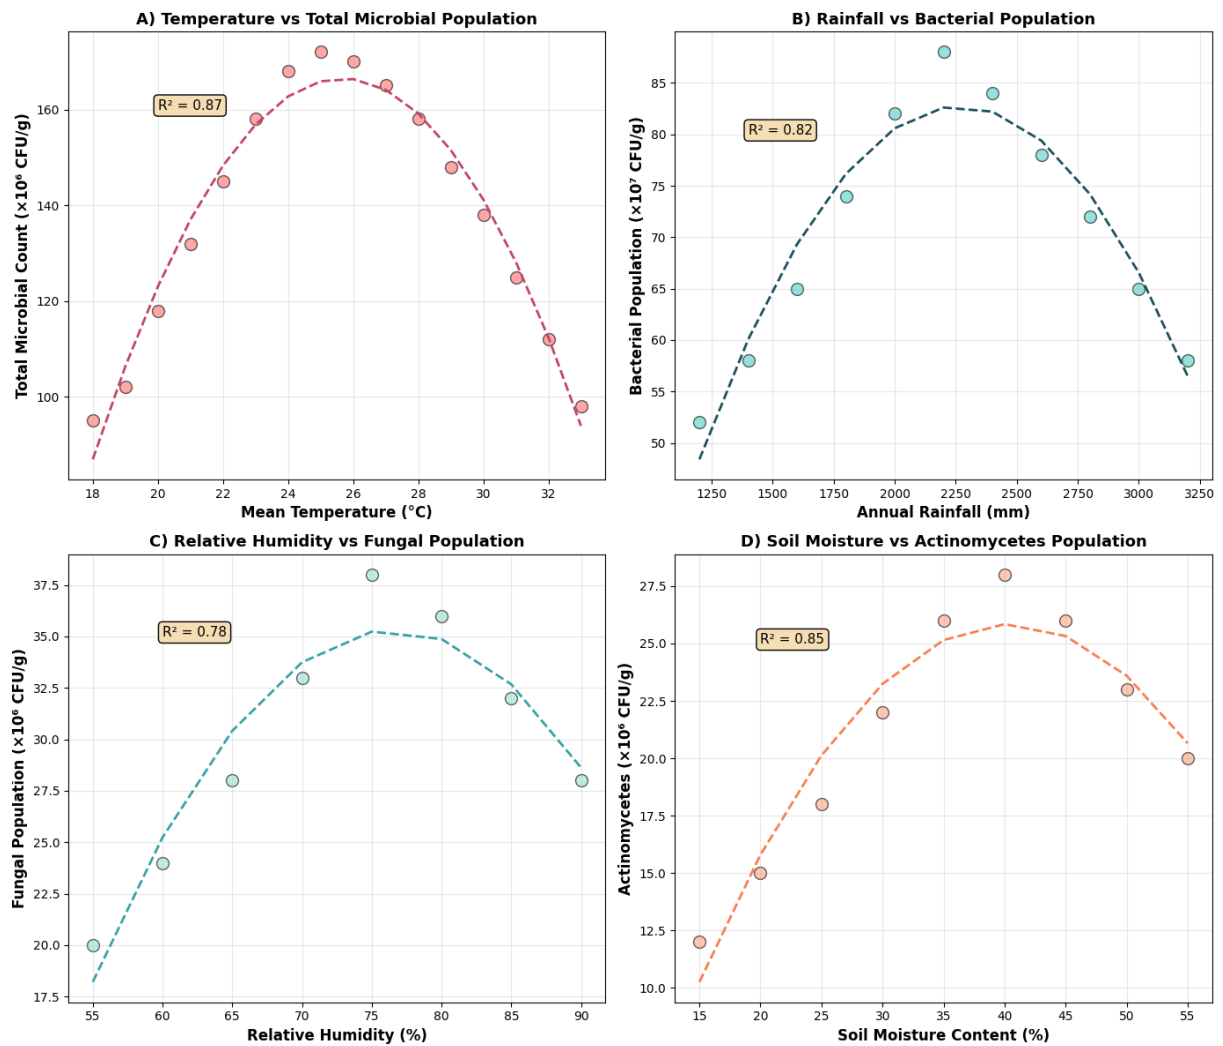 A) Temperature vs Total Microbial Population
R² = 0.87
Total Microbial Count (×10⁶ CFU/g)
160
140
120
100
18 20 22 24 26 28 30 32
Mean Temperature (°C)
B) Rainfall vs Bacterial Population
R² = 0.82
Bacterial Population (×10⁷ CFU/g)
85
80
75
70
65
60
55
50
1250 1500 1750 2000 2250 2500 2750 3000 3250
Annual Rainfall (mm)
C) Relative Humidity vs Fungal Population
R² = 0.78
Fungal Population (×10⁶ CFU/g)
37.5
35.0
32.5
30.0
27.5
25.0
22.5
20.0
17.5
55 60 65 70 75 80 85 90
Relative Humidity (%)
D) Soil Moisture vs Actinomycetes Population
R² = 0.85
Actinomycetes (×10⁶ CFU/g)
27.5
25.0
22.5
20.0
17.5
15.0
12.5
10.0
15 20 25 30 35 40 45 50 55
Soil Moisture Content (%)